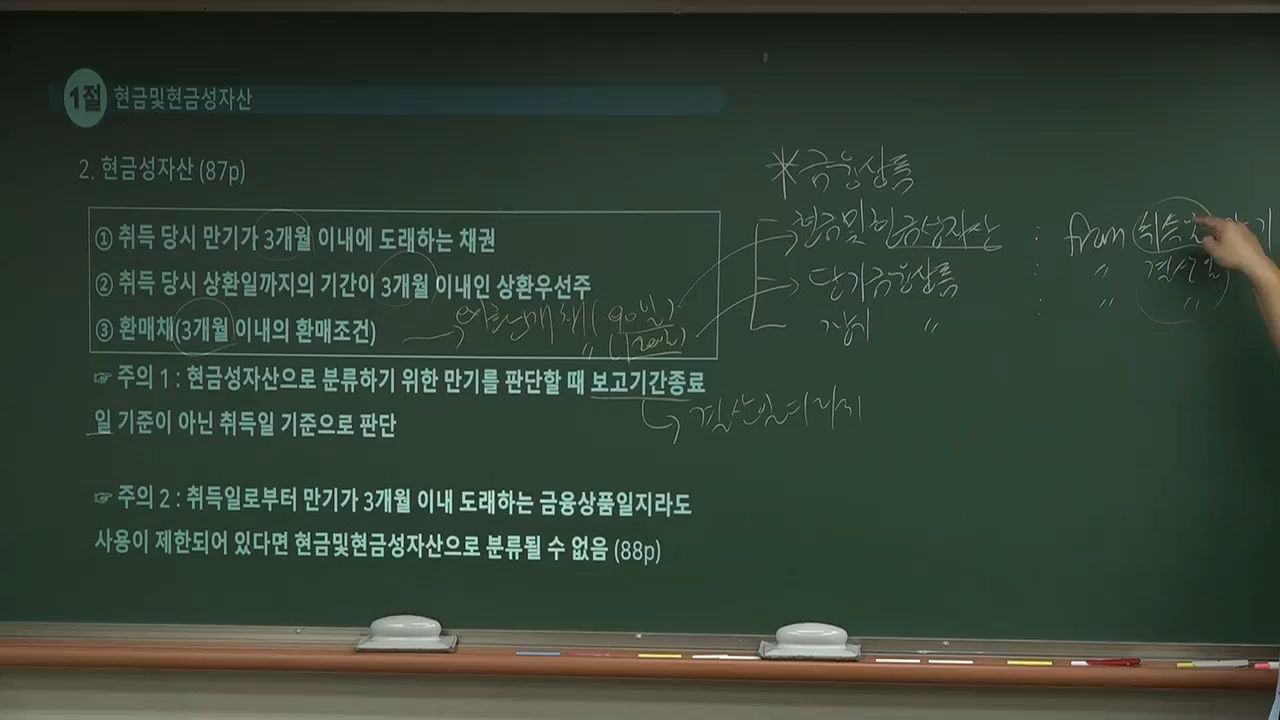 1절 현금및현금성자산
2. 현금성자산 (87p)
① 취득 당시 만기가 3개월 이내에 도래하는 채권
② 취득 당시 상환일까지의 기간이 3개월 이내인 상환우선주
③ 환매채(3개월 이내의 환매조건)
☞ 주의 1 : 현금성자산으로 분류하기 위한 만기를 판단할 때 보고기간종료
일 기준이 아닌 취득일 기준으로 판단
☞ 주의 2 : 취득일로부터 만기가 3개월 이내 도래하는 금융상품일지라도
사용이 제한되어 있다면 현금및현금성자산으로 분류될 수 없음 (88p)
(90일)
〃 (120일)
*금융상품
현금및현금성자산 : from 취득일
단기금융상품 : 〃 결산일
장기 〃 : 〃 〃
결산일